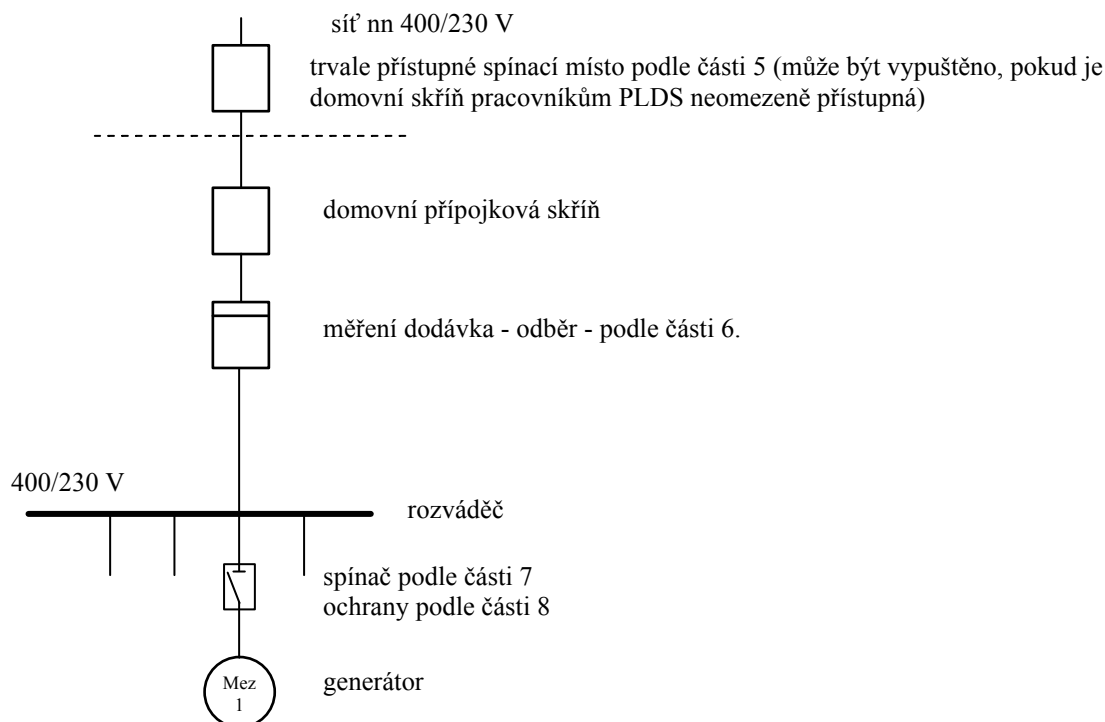 síť nn 400/230 V
trvale přístupné spínací místo podle části 5 (může být vypuštěno, pokud je
domovní skříň pracovníkům PLDS neomezeně přístupná)
domovní přípojková skříň
měření dodávka - odběr - podle části 6.
400/230 V
rozváděč
spínač podle části 7
ochrany podle části 8
Mez
1
generátor